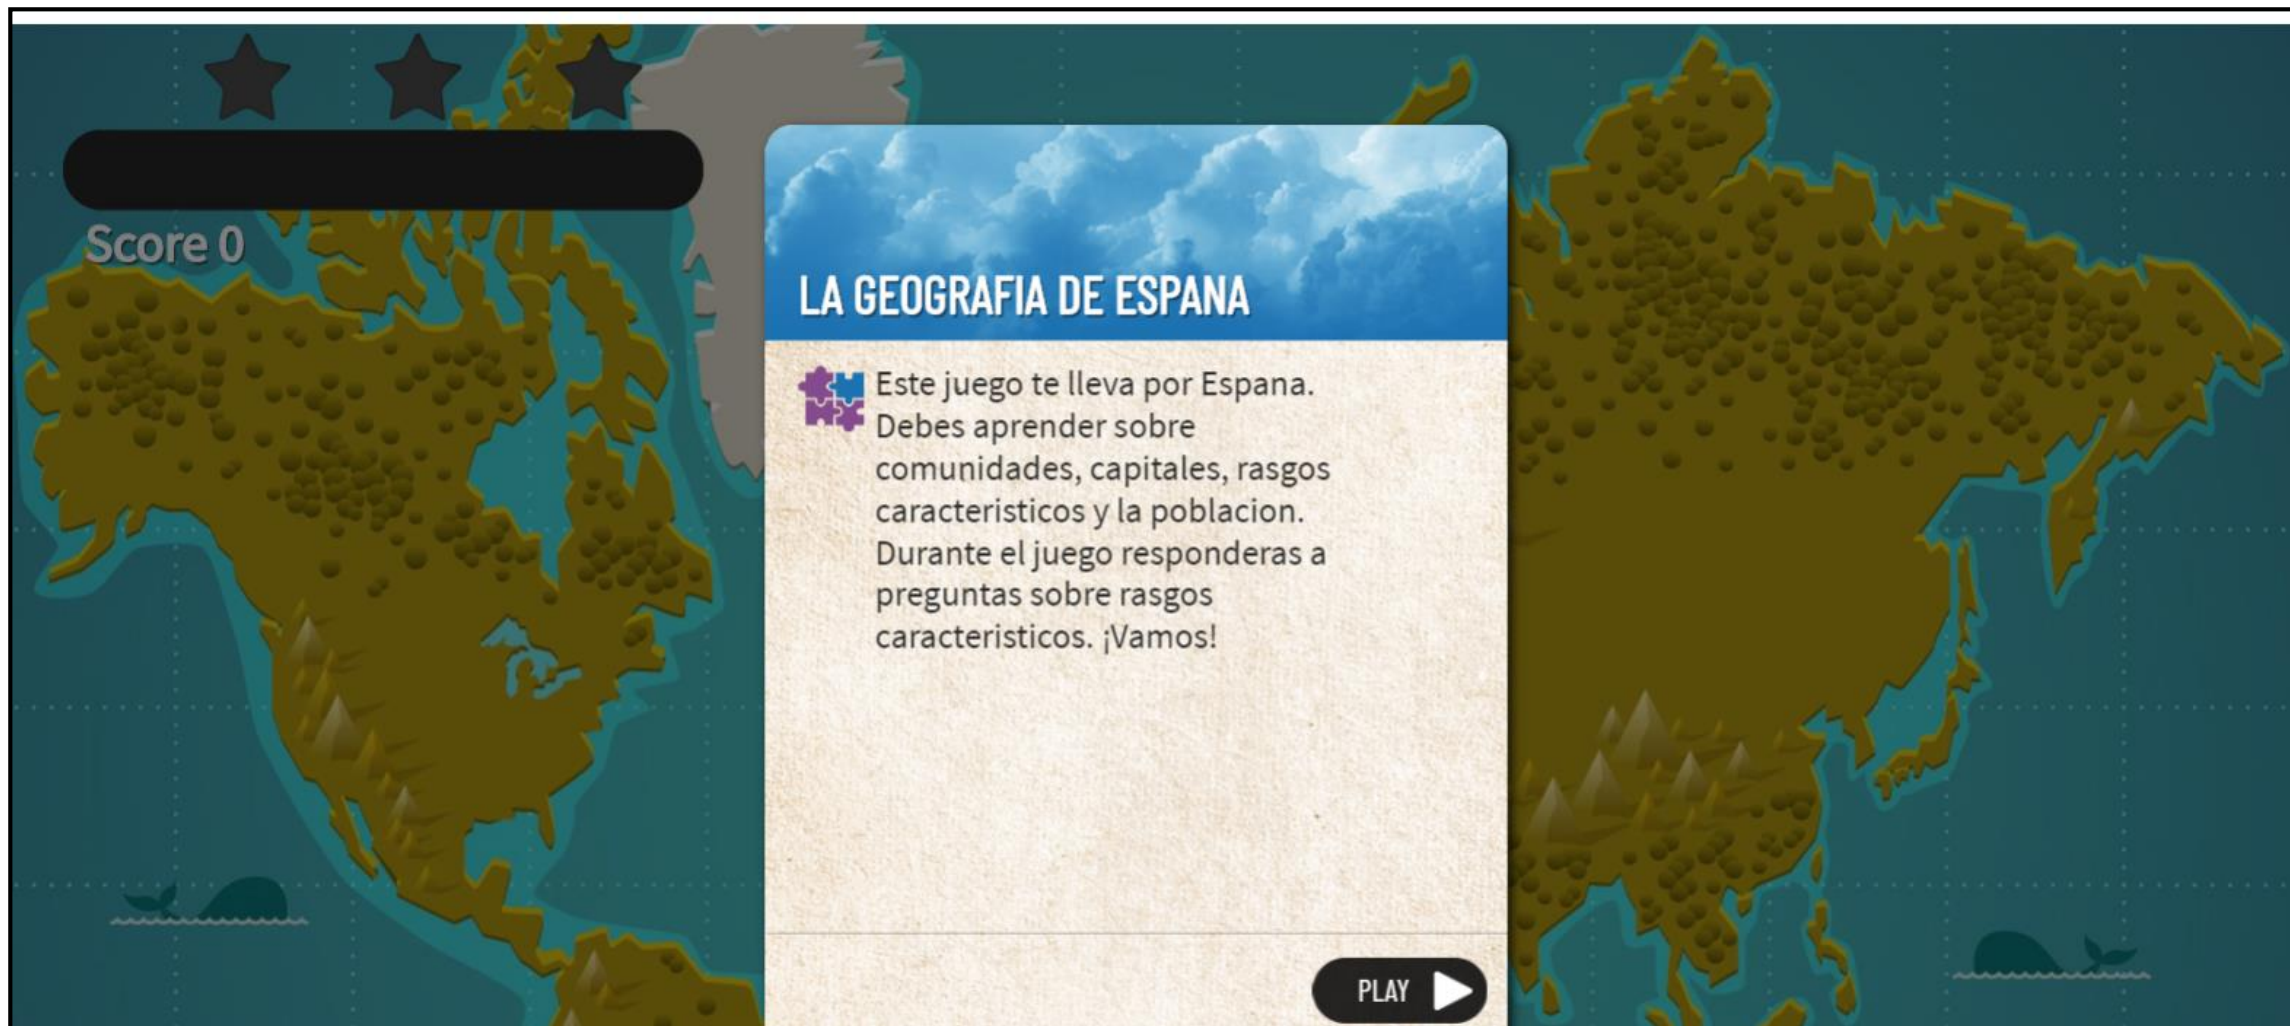 Score 0
LA GEOGRAFIA DE ESPANA
Este juego te lleva por Espana.
Debes aprender sobre
comunidades, capitales, rasgos
caracteristicos y la poblacion.
Durante el juego responderas a
preguntas sobre rasgos
caracteristicos. ¡Vamos!
PLAY